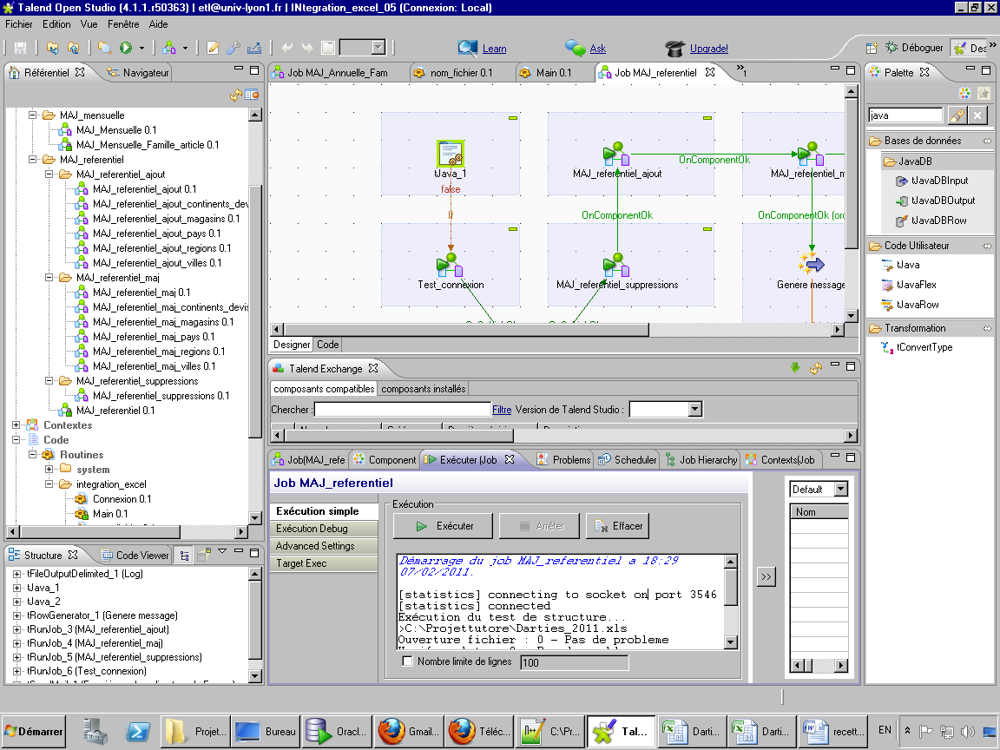 Talend Open Studio (4.1.1.r50363) | etl@univ-lyon1.fr | INtegration_excel_05 (Connexion: Local)
Fichier Edition Vue Fenêtre Aide
Learn Ask Upgrade! Déboguer Des
Référentiel Navigateur
MAJ_mensuelle
MAJ_Mensuelle 0.1
MAJ_Mensuelle_Famille_article 0.1
MAJ_referentiel
MAJ_referentiel_ajout
MAJ_referentiel_ajout 0.1
MAJ_referentiel_ajout_continents_dev
MAJ_referentiel_ajout_magasins 0.1
MAJ_referentiel_ajout_pays 0.1
MAJ_referentiel_ajout_regions 0.1
MAJ_referentiel_ajout_villes 0.1
MAJ_referentiel_maj
MAJ_referentiel_maj 0.1
MAJ_referentiel_maj_continents_devis
MAJ_referentiel_maj_magasins 0.1
MAJ_referentiel_maj_pays 0.1
MAJ_referentiel_maj_regions 0.1
MAJ_referentiel_maj_villes 0.1
MAJ_referentiel_suppressions
MAJ_referentiel_suppressions 0.1
MAJ_referentiel 0.1
Contextes
Code
Routines
system
integration_excel
Connexion 0.1
Main 0.1
Structure Code Viewer
tFileOutputDelimited_1 (Log)
tJava_1
tJava_2
tRowGenerator_1 (Genere message)
tRunJob_3 (MAJ_referentiel_ajout)
tRunJob_4 (MAJ_referentiel_maj)
tRunJob_5 (MAJ_referentiel_suppressions)
tRunJob_6 (Test_connexion)
Job MAJ_Annuelle_Fam nom_fichier 0.1 Main 0.1 Job MAJ_referentiel »1
tJava_1
false
If
Test_connexion
MAJ_referentiel_ajout
OnComponentOk
OnComponentOk
MAJ_referentiel_suppressions
MAJ_referentiel_m
OnComponentOk (ord
Genere message
Designer Code
Talend Exchange
composants compatibles composants installés
Chercher : Filtre Version de Talend Studio :
Job(MAJ_refe Component Exécuter (Job Problems Scheduler Job Hierarchy Contexts(Job
Job MAJ_referentiel
Exécution simple
Exécution Debug
Advanced Settings
Target Exec
Exécution
Exécuter Arrêter Effacer
Démarrage du job MAJ_referentiel a 18:29
07/02/2011.
[statistics] connecting to socket on port 3546
[statistics] connected
Exécution du test de structure...
>C:\Projettutore\Darties_2011.xls
Ouverture fichier : 0 - Pas de probleme
Nombre limite de lignes 100
>>
Default
Nom
Palette
java
Bases de données
JavaDB
tJavaDBInput
tJavaDBOutput
tJavaDBRow
Code Utilisateur
tJava
tJavaFlex
tJavaRow
Transformation
tConvertType
Démarrer Projet... Bureau Oracl... Gmail... Téléc... C:\Pr... Tal... Darti... Darti... recett... EN